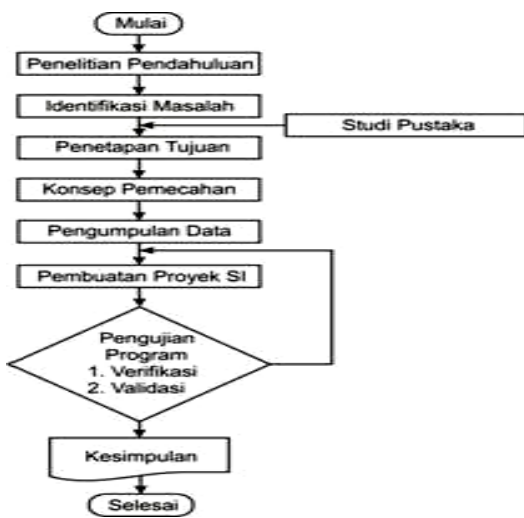 Mulai
Penelitian Pendahuluan
Identifikasi Masalah
Studi Pustaka
Penetapan Tujuan
Konsep Pemecahan
Pengumpulan Data
Pembuatan Proyek SI
Pengujian
Program
1. Verifikasi
2. Validasi
Kesimpulan
Selesai